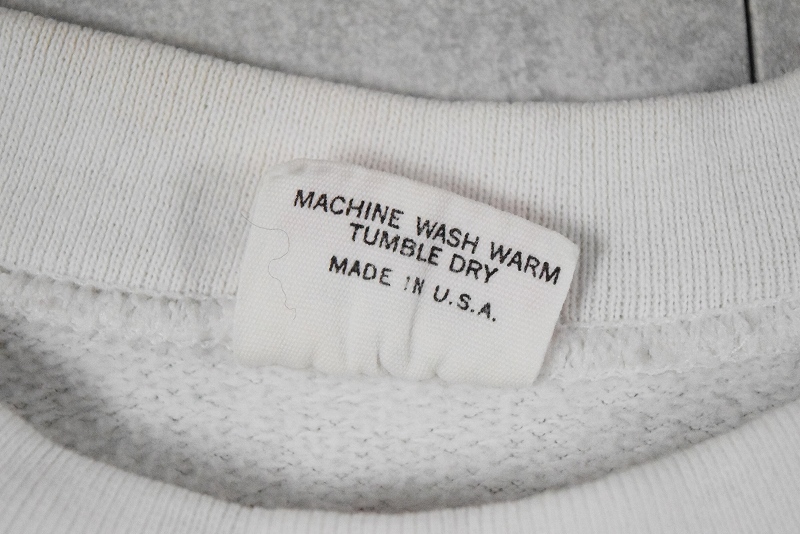 MACHINE WASH WARM
TUMBLE DRY
MADE IN U.S.A.